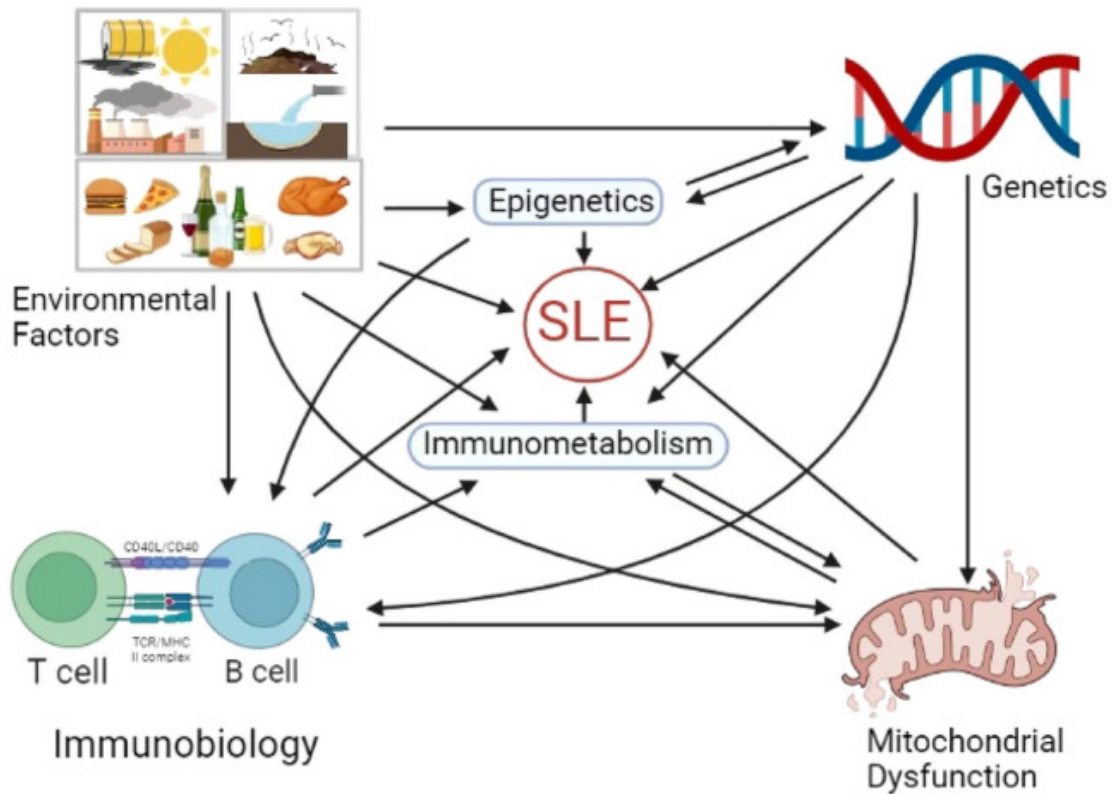 Genetics
Epigenetics
Environmental
Factors
SLE
Immunometabolism
CD40L/CD40
TCR/MHC
II complex
T cell
B cell
Immunobiology
Mitochondrial
Dysfunction